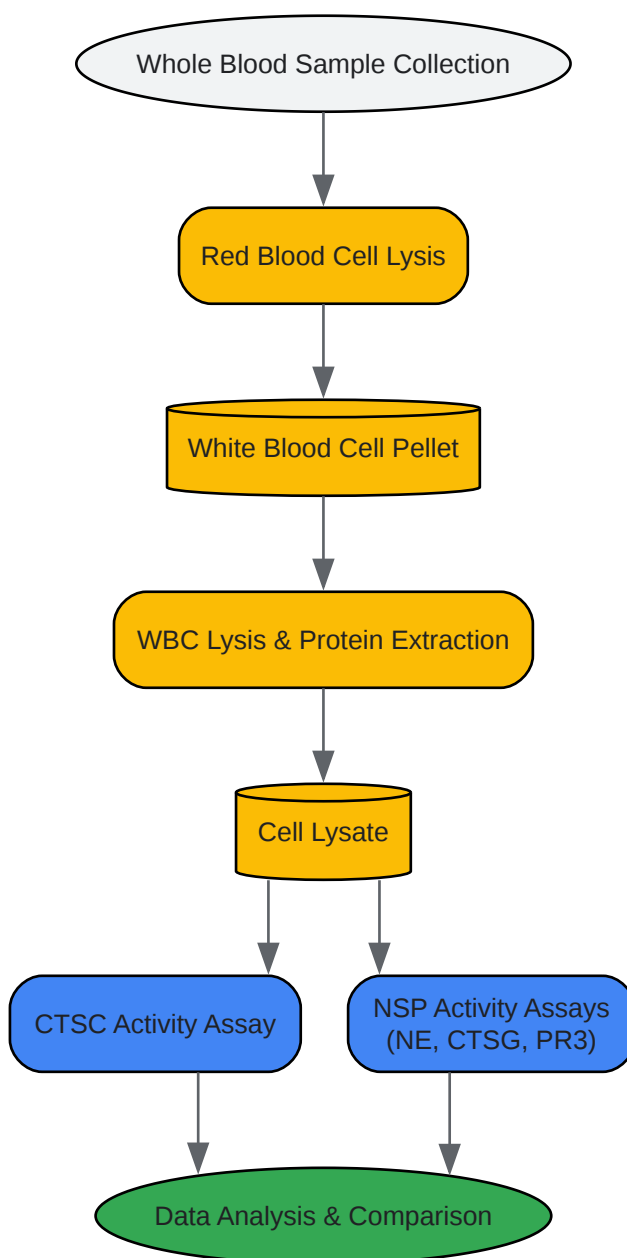 Whole Blood Sample Collection
Red Blood Cell Lysis
White Blood Cell Pellet
WBC Lysis & Protein Extraction
Cell Lysate
CTSC Activity Assay
NSP Activity Assays
(NE, CTSG, PR3)
Data Analysis & Comparison